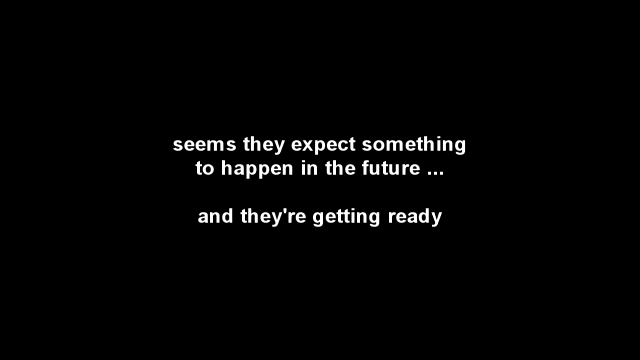 seems they expect something
to happen in the future ...
and they're getting ready